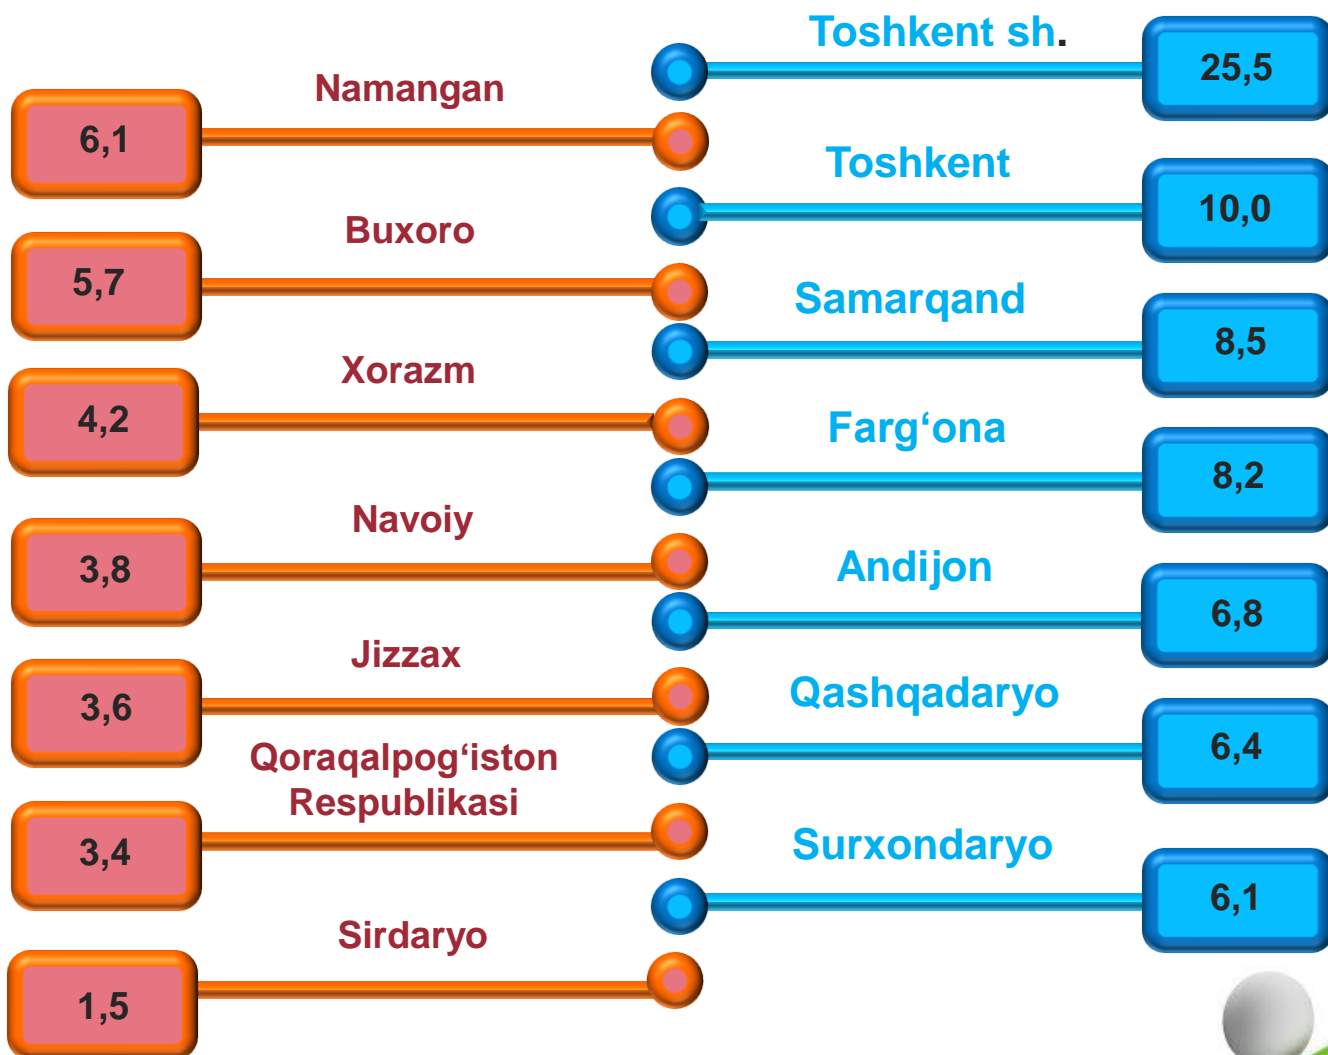 Toshkent sh.
25,5
Namangan
6,1
Toshkent
10,0
Buxoro
5,7
Samarqand
8,5
Xorazm
4,2
Farg‘ona
8,2
Navoiy
3,8
Andijon
6,8
Jizzax
3,6
Qashqadaryo
6,4
Qoraqalpog‘iston
Respublikasi
3,4
Surxondaryo
6,1
Sirdaryo
1,5